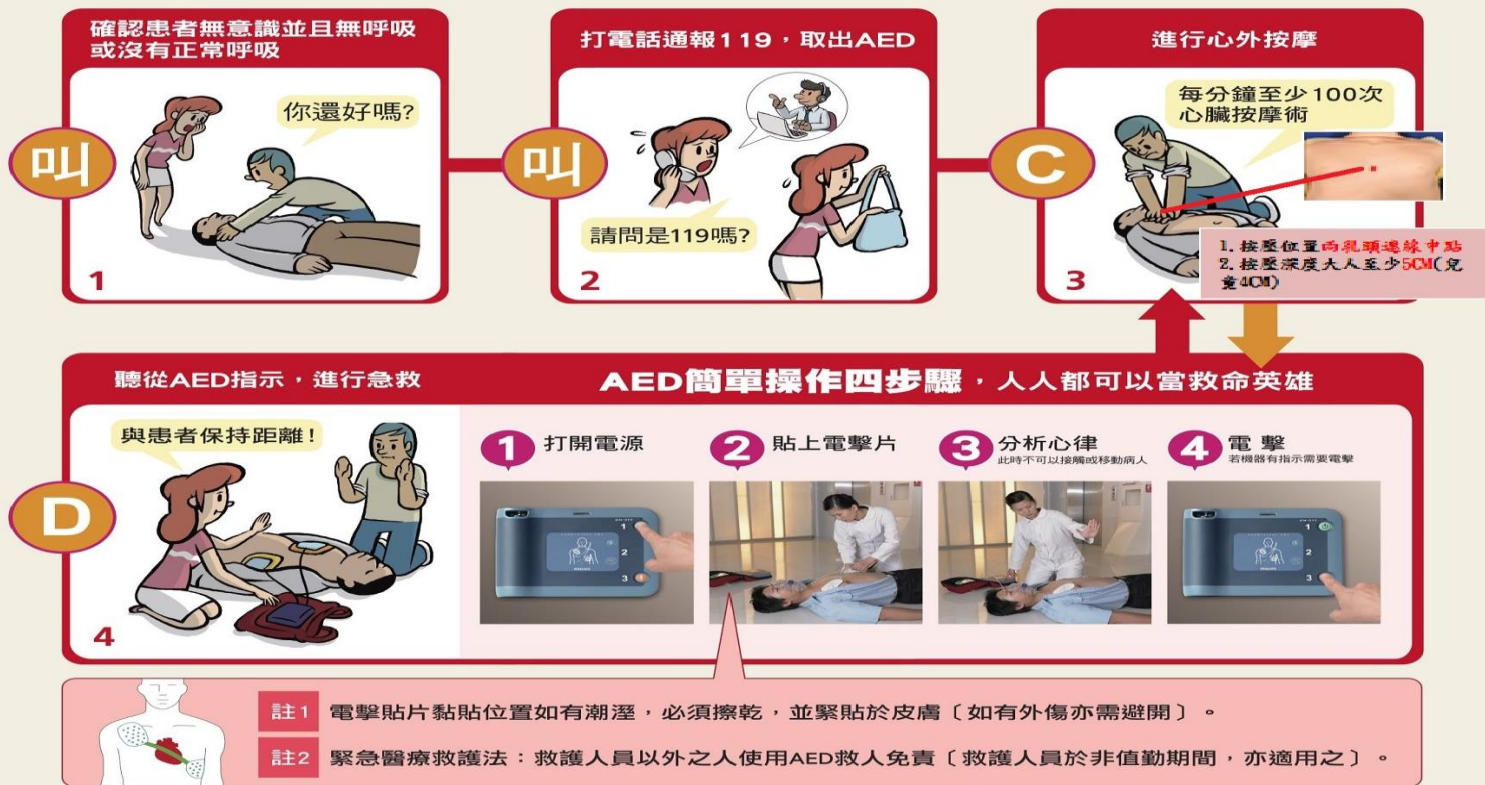 確認患者無意識並且無呼吸
或沒有正常呼吸
叫
你還好嗎?
1
打電話通報119,取出AED
叫
請問是119嗎?
2
進行心外按摩
C
每分鐘至少100次
心臟按摩術
1.按壓位置兩乳頭連線中點
2.按壓深度大人至少5CM(兒
童4CM)
3
聽從AED指示,進行急救
D
與患者保持距離!
4
AED簡單操作四步驟,人人都可以當救命英雄
1 打開電源
2 貼上電擊片
3 分析心律
此時不可以接觸或移動病人
4 電擊
若機器有指示需要電擊
1
2
3
1
2
3
註1 電擊貼片黏貼位置如有潮溼,必須擦乾,並緊貼於皮膚〔如有外傷亦需避開〕。
註2 緊急醫療救護法:救護人員以外之人使用AED救人免責〔救護人員於非值勤期間,亦適用之〕。